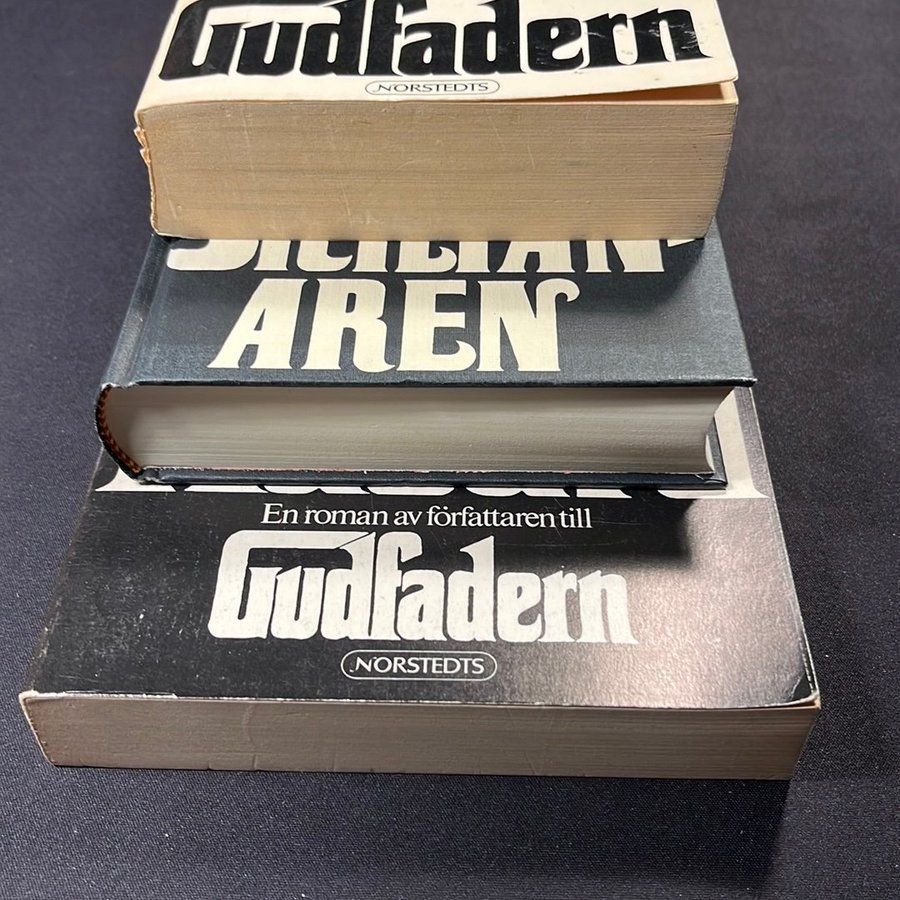 Gudfadern
NORSTEDTS
SICILIAN-
AREN
En roman av författaren till
Gudfadern
NORSTEDTS